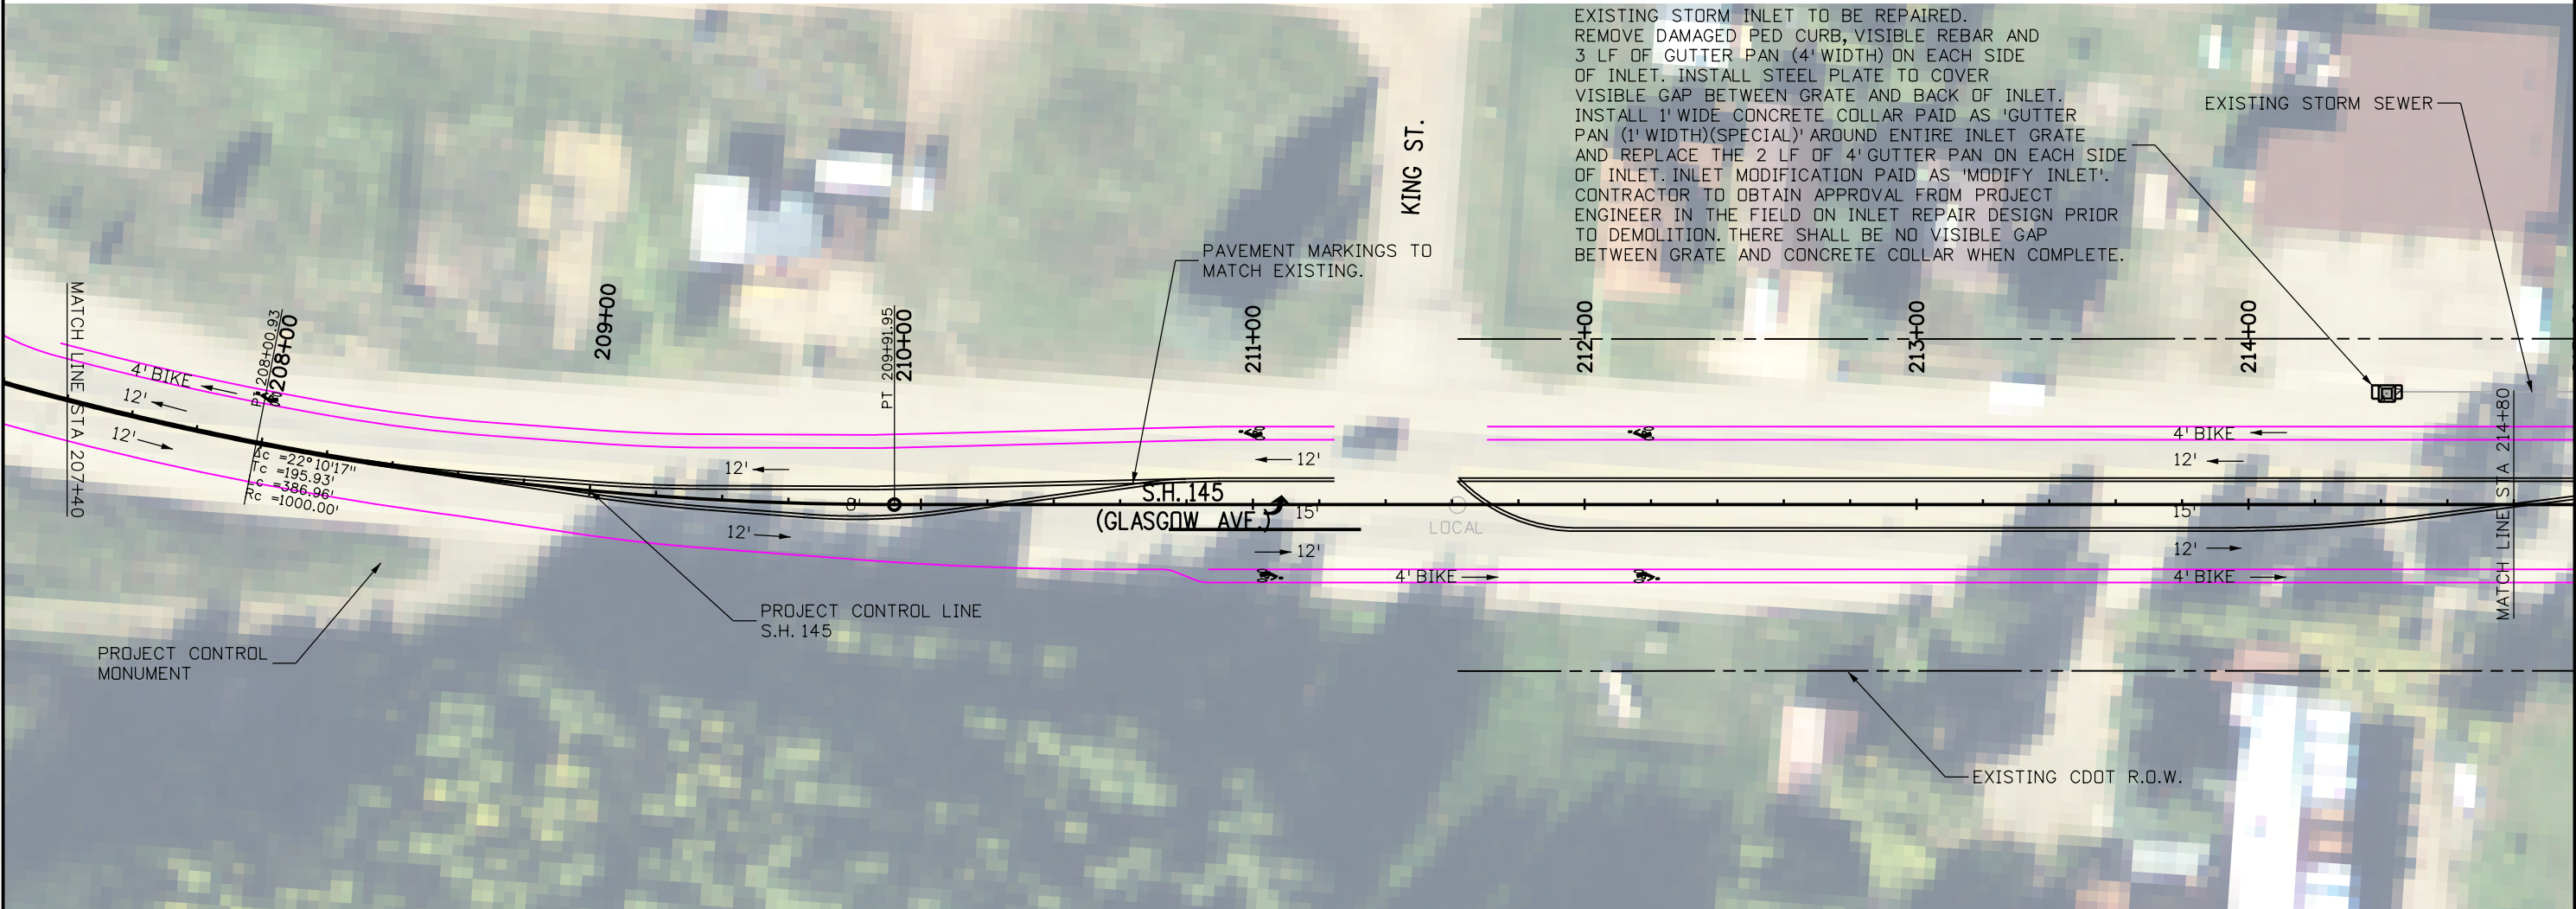 EXISTING STORM INLET TO BE REPAIRED.
REMOVE DAMAGED PED CURB, VISIBLE REBAR AND
3 LF OF GUTTER PAN (4' WIDTH) ON EACH SIDE
OF INLET. INSTALL STEEL PLATE TO COVER
VISIBLE GAP BETWEEN GRATE AND BACK OF INLET.
INSTALL 1' WIDE CONCRETE COLLAR PAID AS 'GUTTER
PAN (1' WIDTH)(SPECIAL)' AROUND ENTIRE INLET GRATE
AND REPLACE THE 2 LF OF 4' GUTTER PAN ON EACH SIDE
OF INLET. INLET MODIFICATION PAID AS 'MODIFY INLET'.
CONTRACTOR TO OBTAIN APPROVAL FROM PROJECT
ENGINEER IN THE FIELD ON INLET REPAIR DESIGN PRIOR
TO DEMOLITION. THERE SHALL BE NO VISIBLE GAP
BETWEEN GRATE AND CONCRETE COLLAR WHEN COMPLETE.
EXISTING STORM SEWER
KING ST.
PAVEMENT MARKINGS TO
MATCH EXISTING.
MATCH LINE STA 207+40
208+00.93
208+00
209+00
PT 209+91.95
210+00
211+00
212+00
213+00
214+00
4' BIKE
12'
12'
Δc =22°10'17"
Tc =195.93'
Lc =386.96'
Rc =1000.00'
12'
8'
12'
12'
S.H. 145
(GLASGOW AVE.)
15'
12'
LOCAL
4' BIKE
4' BIKE
12'
15'
12'
4' BIKE
MATCH LINE STA 214+80
PROJECT CONTROL LINE
S.H. 145
PROJECT CONTROL
MONUMENT
EXISTING CDOT R.O.W.